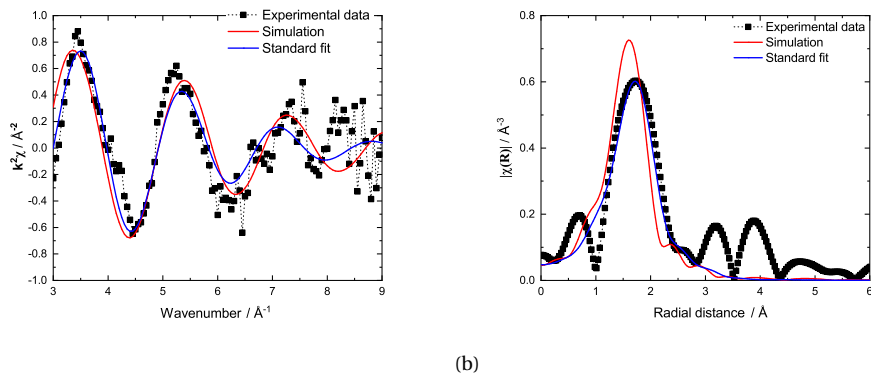 Experimental data
Simulation
Standard fit
k²χ / Å⁻²
1.0
0.8
0.6
0.4
0.2
0.0
-0.2
-0.4
-0.6
-0.8
-1.0
3 4 5 6 7 8 9
Wavenumber / Å⁻¹
Experimental data
Simulation
Standard fit
|χ(R)| / Å⁻³
0.8
0.6
0.4
0.2
0.0
0 1 2 3 4 5 6
Radial distance / Å
(b)